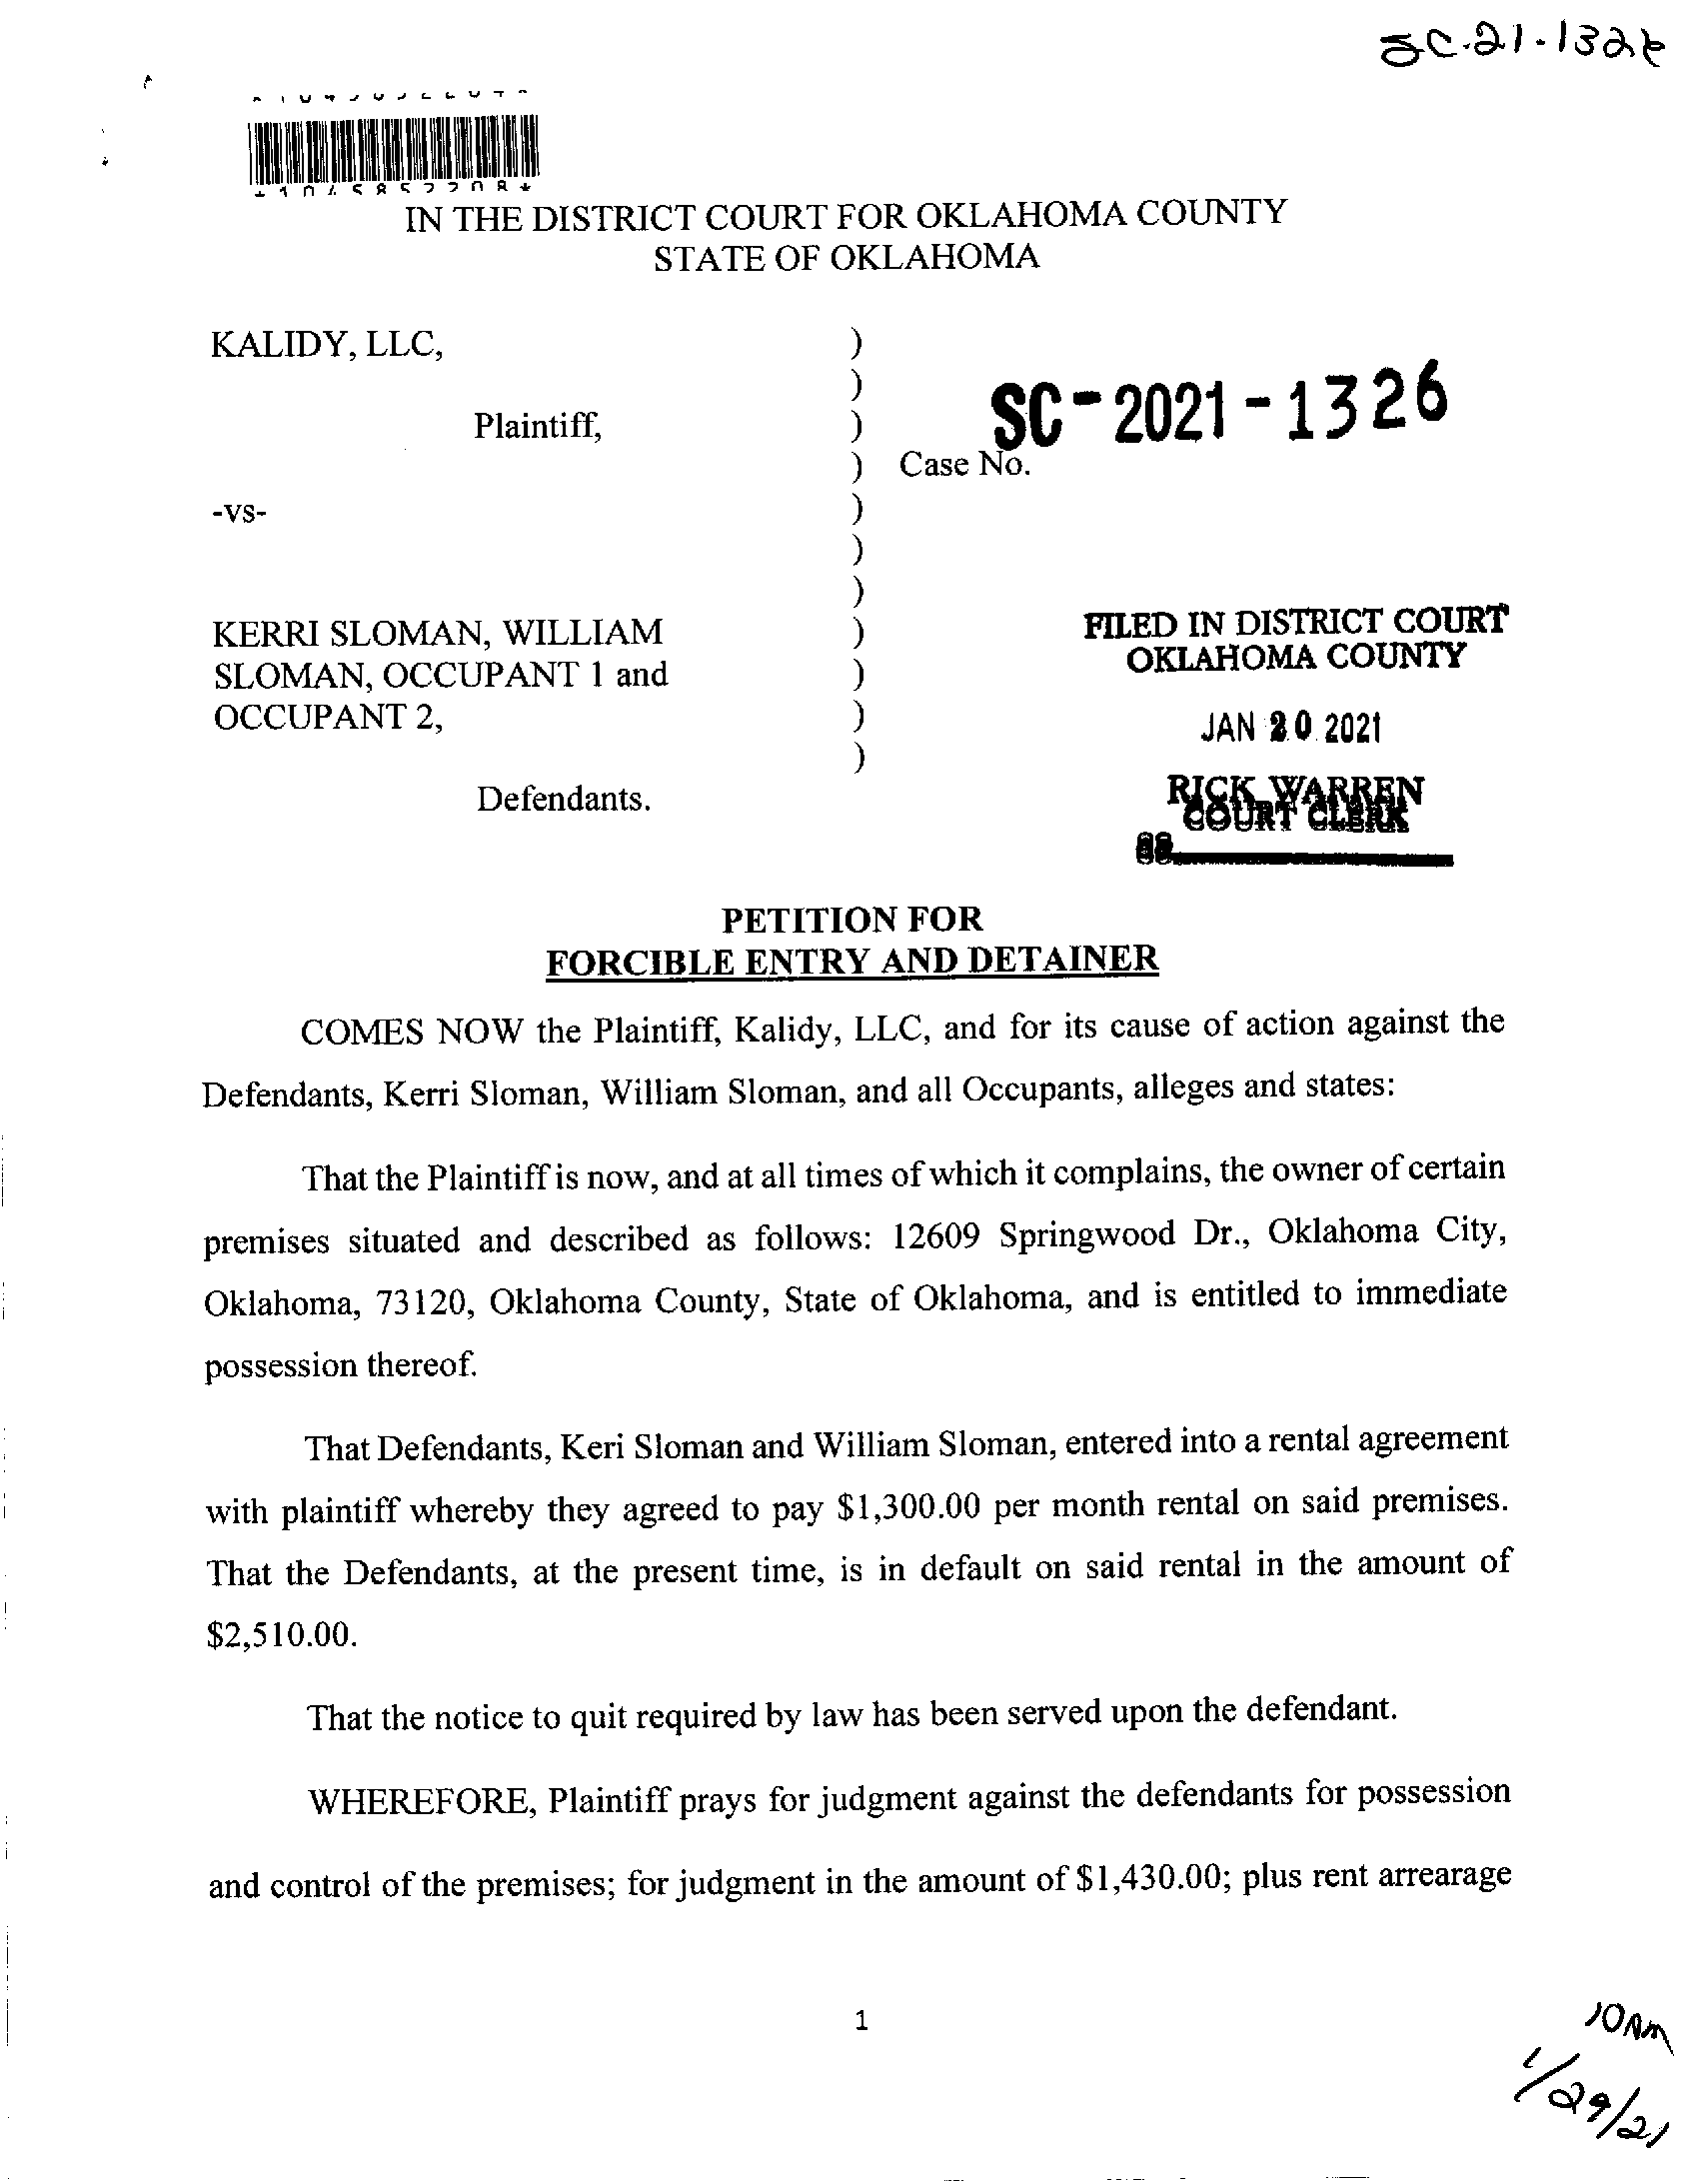 SC-21-1326
*1045852208*
IN THE DISTRICT COURT FOR OKLAHOMA COUNTY
STATE OF OKLAHOMA
KALIDY, LLC, )
)
Plaintiff, ) SC-2021-1326
) Case No.
-vs- )
)
)
KERRI SLOMAN, WILLIAM ) FILED IN DISTRICT COURT
SLOMAN, OCCUPANT 1 and ) OKLAHOMA COUNTY
OCCUPANT 2, ) JAN 20 2021
)
Defendants. RICK WARREN
COURT CLERK
PETITION FOR
FORCIBLE ENTRY AND DETAINER
COMES NOW the Plaintiff, Kalidy, LLC, and for its cause of action against the
Defendants, Kerri Sloman, William Sloman, and all Occupants, alleges and states:
That the Plaintiff is now, and at all times of which it complains, the owner of certain
premises situated and described as follows: 12609 Springwood Dr., Oklahoma City,
Oklahoma, 73120, Oklahoma County, State of Oklahoma, and is entitled to immediate
possession thereof.
That Defendants, Keri Sloman and William Sloman, entered into a rental agreement
with plaintiff whereby they agreed to pay $1,300.00 per month rental on said premises.
That the Defendants, at the present time, is in default on said rental in the amount of
$2,510.00.
That the notice to quit required by law has been served upon the defendant.
WHEREFORE, Plaintiff prays for judgment against the defendants for possession
and control of the premises; for judgment in the amount of $1,430.00; plus rent arrearage
1
10Am
1/29/21